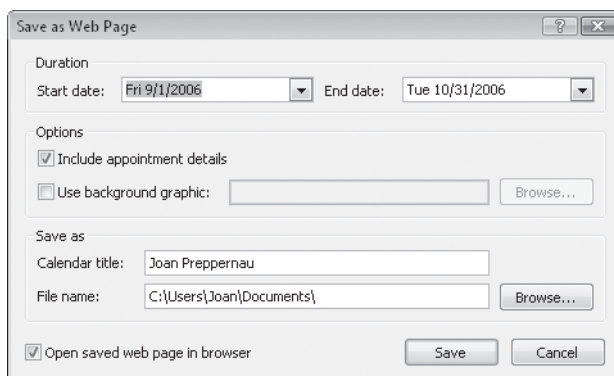 Save as Web Page
Duration
Start date: Fri 9/1/2006 End date: Tue 10/31/2006
Options
Include appointment details
Use background graphic: Browse...
Save as
Calendar title: Joan Preppernau
File name: C:\Users\Joan\Documents\ Browse...
Open saved web page in browser Save Cancel